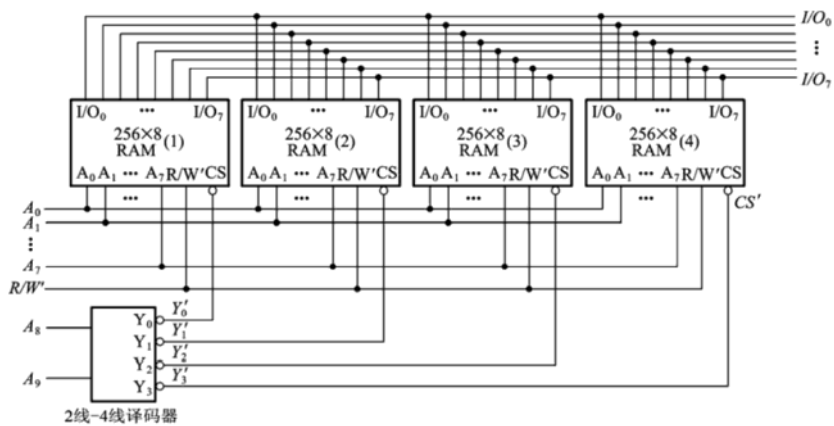 I/O₀
⋮
I/O₇
I/O₀ ··· I/O₇
256×8 (1)
RAM
A₀ A₁ ··· A₇ R/W′ CS
···
I/O₀ ··· I/O₇
256×8 (2)
RAM
A₀ A₁ ··· A₇ R/W′ CS
···
I/O₀ ··· I/O₇
256×8 (3)
RAM
A₀ A₁ ··· A₇ R/W′ CS
···
I/O₀ ··· I/O₇
256×8 (4)
RAM
A₀ A₁ ··· A₇ R/W′ CS
···
CS′
A₀
A₁
⋮
A₇
R/W′
A₈
A₉
Y₀ Y₀′
Y₁ Y₁′
Y₂ Y₂′
Y₃ Y₃′
2线-4线译码器